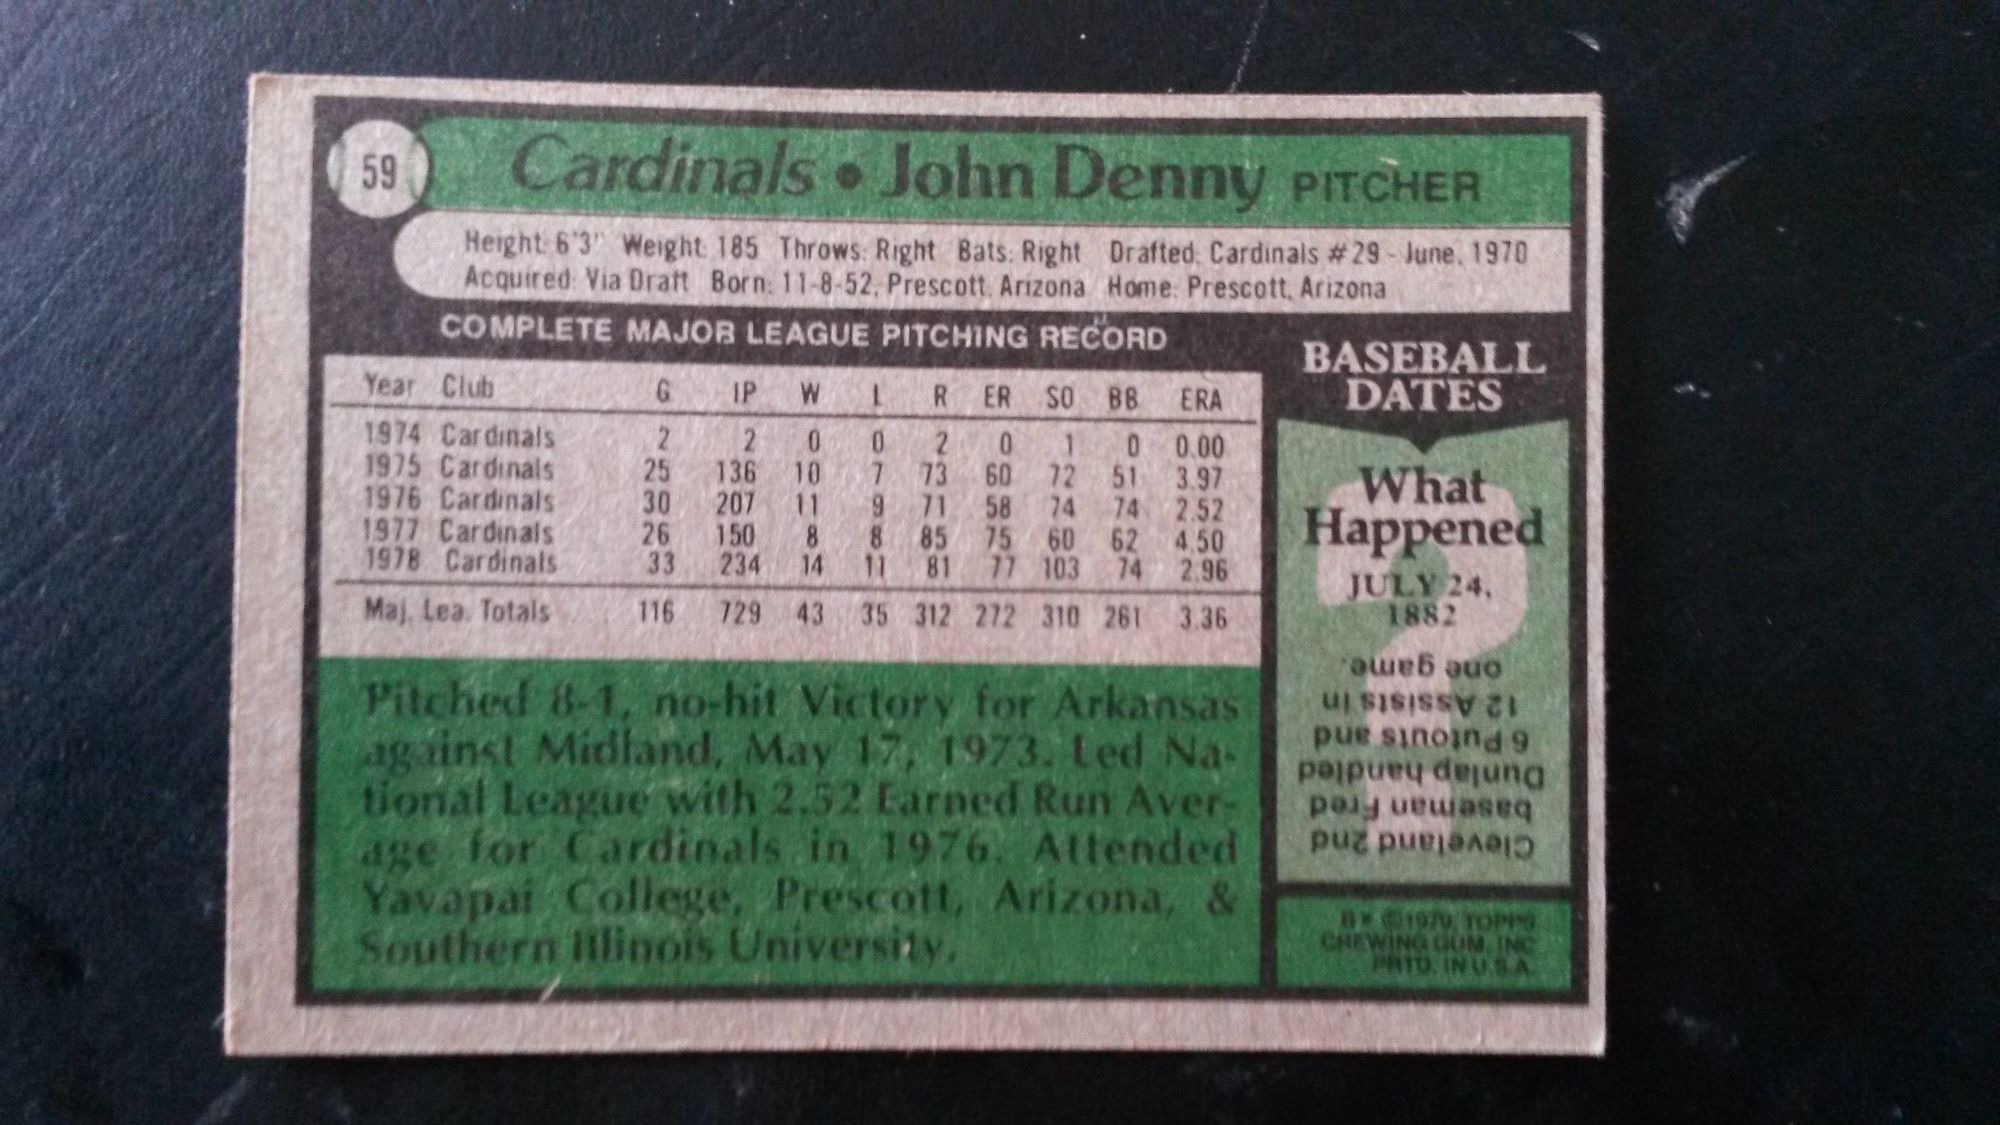 59
Cardinals • John Denny PITCHER
Height: 6'3" Weight: 185 Throws: Right Bats: Right Drafted: Cardinals #29 - June, 1970
Acquired: Via Draft Born: 11-8-52, Prescott, Arizona Home: Prescott, Arizona
COMPLETE MAJOR LEAGUE PITCHING RECORD
Year Club G IP W L R ER SO BB ERA
1974 Cardinals 2 2 0 0 2 0 1 0 0.00
1975 Cardinals 25 136 10 7 73 60 72 51 3.97
1976 Cardinals 30 207 11 9 71 58 74 74 2.52
1977 Cardinals 26 150 8 8 85 75 60 62 4.50
1978 Cardinals 33 234 14 11 81 77 103 74 2.96
Maj. Lea. Totals 116 729 43 35 312 272 310 261 3.36
Pitched 8-1, no-hit Victory for Arkansas
against Midland, May 17, 1973. Led Na-
tional League with 2.52 Earned Run Aver-
age for Cardinals in 1976. Attended
Yavapai College, Prescott, Arizona, &
Southern Illinois University.
BASEBALL
DATES
What
Happened
JULY 24,
1882
Cleveland 2nd
baseman Fred
Dunlap handled
6 Putouts and
12 Assists in
one game.
B* ©1979, TOPPS
CHEWING GUM, INC
PRTD. IN U.S.A.